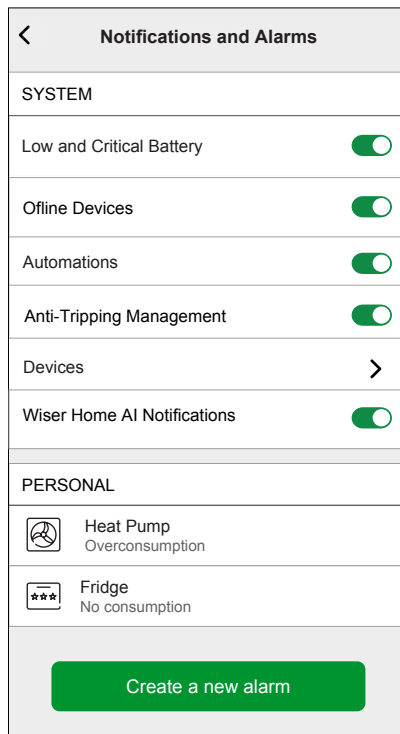 Notifications and Alarms
SYSTEM
Low and Critical Battery
Ofline Devices
Automations
Anti-Tripping Management
Devices
Wiser Home AI Notifications
PERSONAL
Heat Pump
Overconsumption
Fridge
No consumption
Create a new alarm